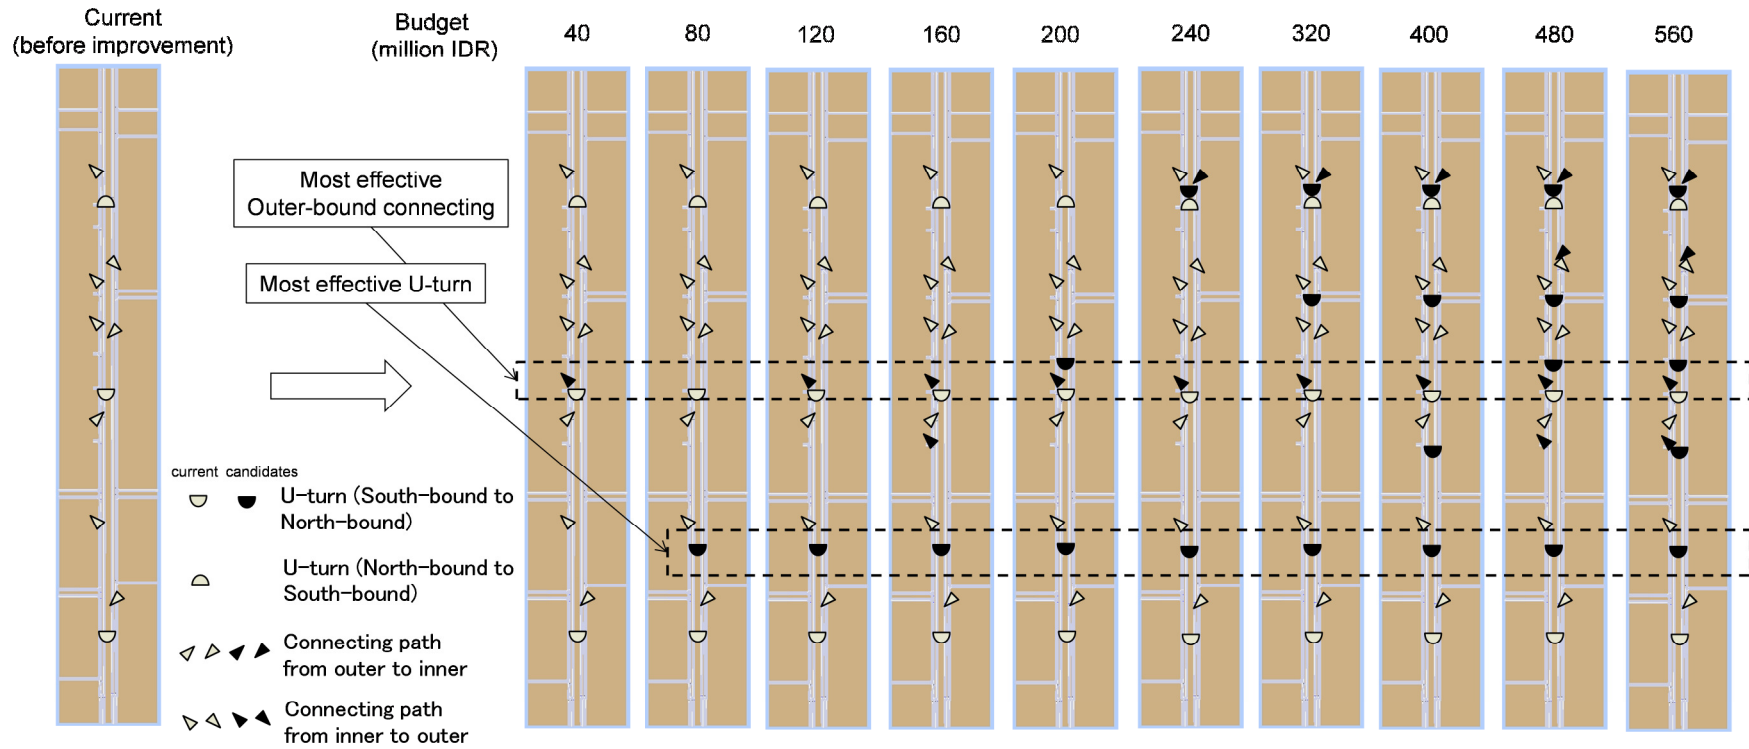 Current
(before improvement)
Budget
(million IDR)
40
80
120
160
200
240
320
400
480
560
Most effective
Outer-bound connecting
Most effective U-turn
current candidates
U-turn (South-bound to
North-bound)
U-turn (North-bound to
South-bound)
Connecting path
from outer to inner
Connecting path
from inner to outer